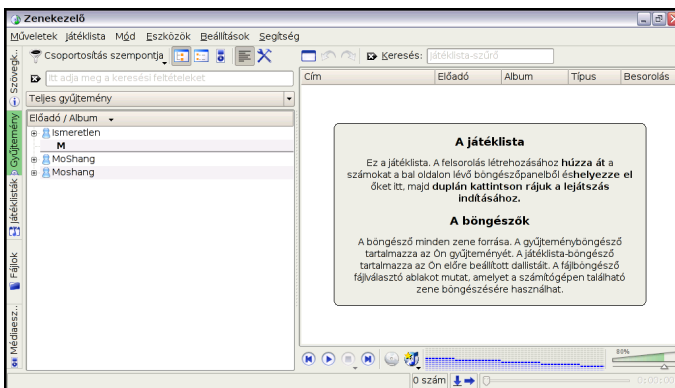 Zenekezelő
Műveletek Játéklista Mód Eszközök Beállítások Segítség
Csoportosítás szempontja
Keresés: Játéklista-szűrő
Itt adja meg a keresési feltételeket
Teljes gyűjtemény
Előadó / Album
Ismeretlen
M
MoShang
Moshang
Szövegk..
Gyűjtemény
Játéklisták
Fájlok
Médiaesz..
Cím Előadó Album Típus Besorolás
A játéklista
Ez a játéklista. A felsorolás létrehozásához húzza át a
számokat a bal oldalon lévő böngészőpanelből éshelyezze el
őket itt, majd duplán kattintson rájuk a lejátszás
indításához.
A böngészők
A böngésző minden zene forrása. A gyűjteményböngésző
tartalmazza az Ön gyűjteményét. A játéklista-böngésző
tartalmazza az Ön előre beállított dallistáit. A fájlböngésző
fájlválasztó ablakot mutat, amelyet a számítógépen található
zene böngészésére használhat.
80%
0 szám
0:00:00